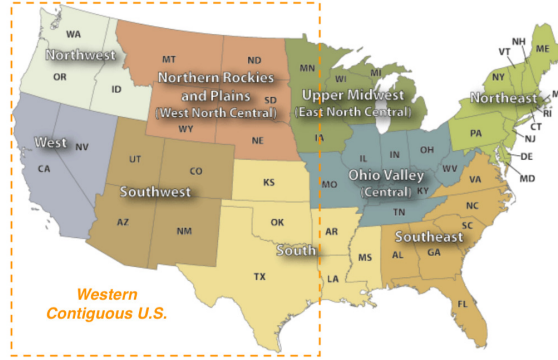 WA
OR
ID
Northwest
MT
ND
SD
WY
NE
Northern Rockies
and Plains
(West North Central)
MN
WI
MI
IA
Upper Midwest
(East North Central)
NH
VT
ME
NY
Northeast
M
RI
CT
NJ
PA
DE
MD
West
NV
CA
UT
CO
Southwest
AZ
NM
KS
OK
TX
South
AR
LA
MS
IL
IN
OH
WV
MO
KY
TN
Ohio Valley
(Central)
VA
NC
SC
Southeast
AL
GA
FL
Western
Contiguous U.S.